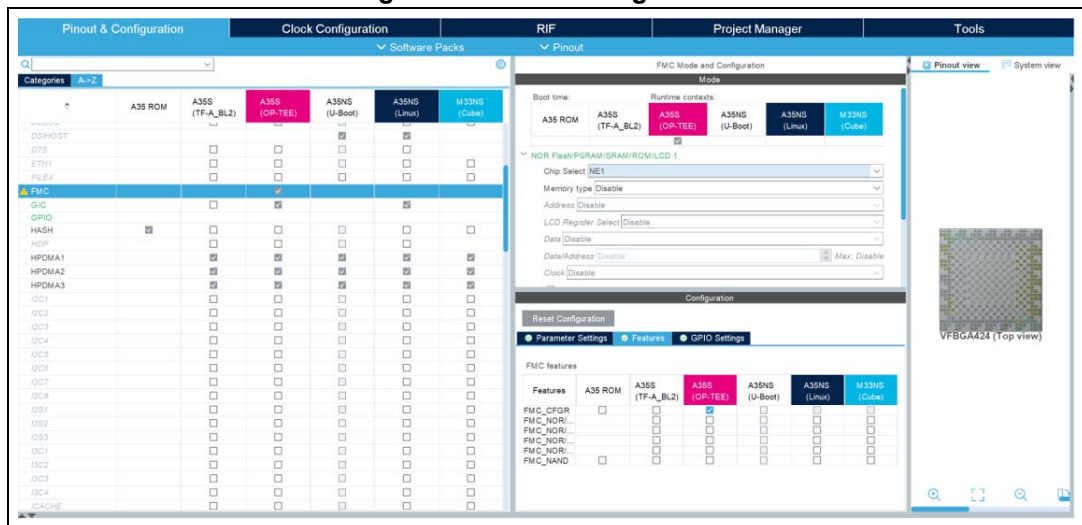 Pinout & Configuration Clock Configuration RIF Project Manager Tools
Software Packs Pinout
Categories A->Z
A35 ROM A35S (TF-A_BL2) A35S (OP-TEE) A35NS (U-Boot) A35NS (Linux) M33NS (Cube)
DSIHOST
DTS
ETH1
FILEX
FMC
GIC
GPIO
HASH
HDP
HPDMA1
HPDMA2
HPDMA3
I2C1
I2C2
I2C3
I2C4
I2C5
I2C6
I2C7
I2C8
I2S1
I2S2
I2S3
I3C1
I3C2
I3C3
I3C4
ICACHE
FMC Mode and Configuration
Mode
Boot time: Runtime contexts:
A35 ROM A35S (TF-A_BL2) A35S (OP-TEE) A35NS (U-Boot) A35NS (Linux) M33NS (Cube)
NOR Flash/PSRAM/SRAM/ROM/LCD 1
Chip Select NE1
Memory type Disable
Address Disable
LCD Register Select Disable
Data Disable
Data/Address Disable Max: Disable
Clock Disable
Configuration
Reset Configuration
Parameter Settings Features GPIO Settings
FMC features
Features A35 ROM A35S (TF-A_BL2) A35S (OP-TEE) A35NS (U-Boot) A35NS (Linux) M33NS (Cube)
FMC_CFGR
FMC_NOR/...
FMC_NOR/...
FMC_NOR/...
FMC_NOR/...
FMC_NAND
Pinout view System view
VFBGA424 (Top view)